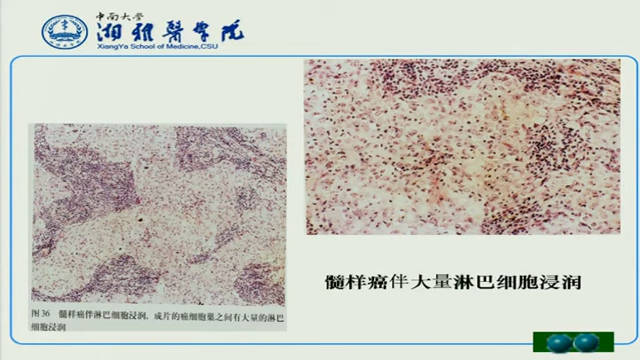 中南大学
湘雅醫学院
XiangYa School of Medicine,CSU
图36 髓样癌伴淋巴细胞浸润，成片的癌细胞巢之间有大量的淋巴
细胞浸润
髓样癌伴大量淋巴细胞浸润